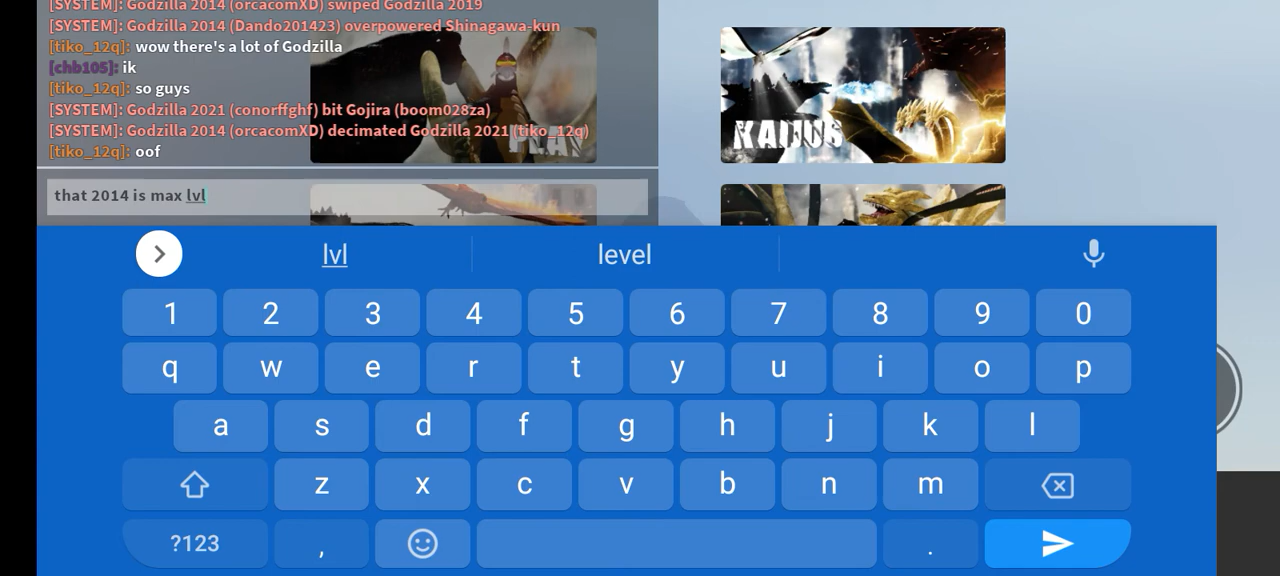 [SYSTEM]: Godzilla 2014 (orcacomXD) swiped Godzilla 2019
[SYSTEM]: Godzilla 2014 (Dando201423) overpowered Shinagawa-kun
[tiko_12q]: wow there's a lot of Godzilla
[chb105]: ik
[tiko_12q]: so guys
[SYSTEM]: Godzilla 2021 (conorffghf) bit Gojira (boom028za)
[SYSTEM]: Godzilla 2014 (orcacomXD) decimated Godzilla 2021 (tiko_12q)
[tiko_12q]: oof
PLAY
KAIJUS
that 2014 is max lvl
lvl level
1 2 3 4 5 6 7 8 9 0
q w e r t y u i o p
a s d f g h j k l
z x c v b n m
?123 , .